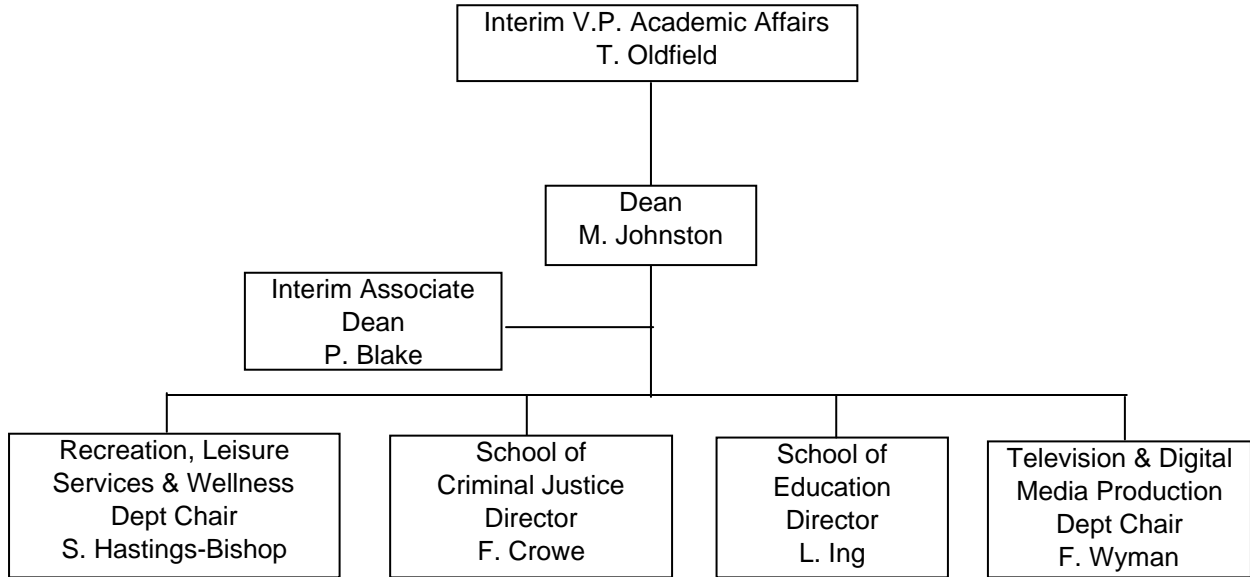 Interim V.P. Academic Affairs
T. Oldfield
Dean
M. Johnston
Interim Associate
Dean
P. Blake
Recreation, Leisure
Services & Wellness
Dept Chair
S. Hastings-Bishop
School of
Criminal Justice
Director
F. Crowe
School of
Education
Director
L. Ing
Television & Digital
Media Production
Dept Chair
F. Wyman